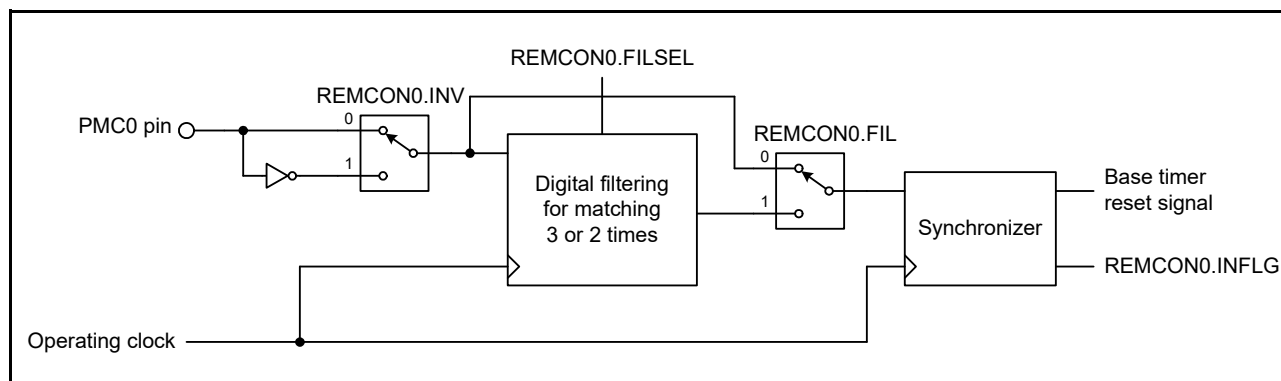 REMCON0.FILSEL
REMCON0.INV
PMC0 pin
0
1
REMCON0.FIL
0
1
Digital filtering
for matching
3 or 2 times
Synchronizer
Base timer
reset signal
REMCON0.INFLG
Operating clock